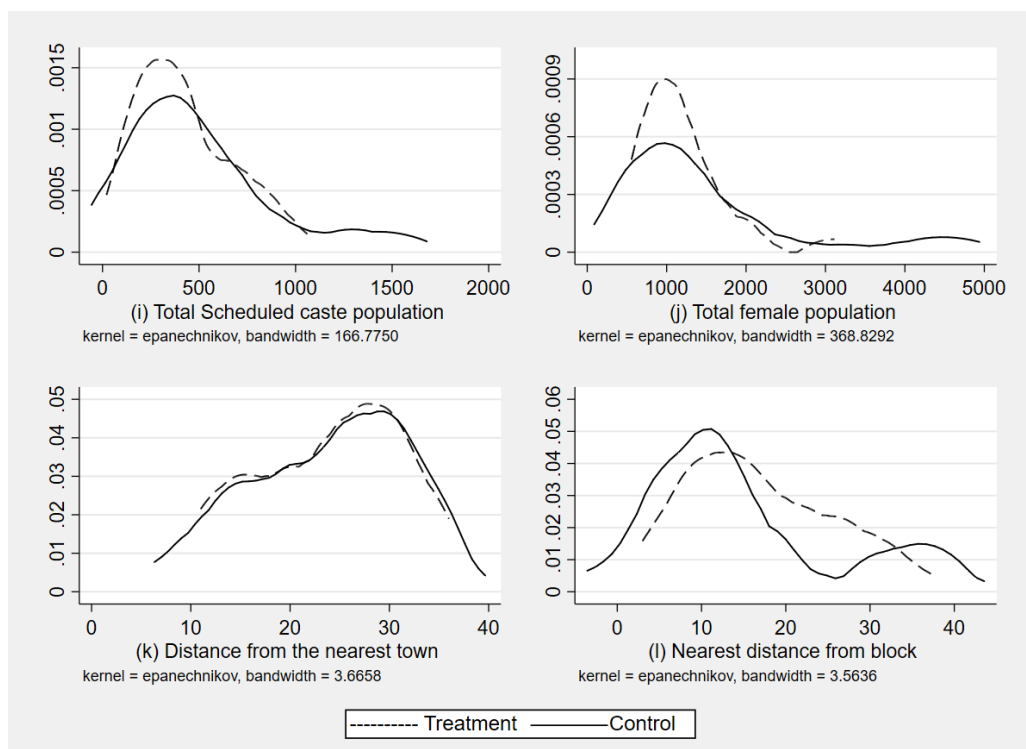 .0015
.001
.0005
0
0 500 1000 1500 2000
(i) Total Scheduled caste population
kernel = epanechnikov, bandwidth = 166.7750
.0009
.0006
.0003
0
0 1000 2000 3000 4000 5000
(j) Total female population
kernel = epanechnikov, bandwidth = 368.8292
.05
.04
.03
.02
.01
0
0 10 20 30 40
(k) Distance from the nearest town
kernel = epanechnikov, bandwidth = 3.6658
.06
.05
.04
.03
.02
.01
0
0 10 20 30 40
(l) Nearest distance from block
kernel = epanechnikov, bandwidth = 3.5636
Treatment Control